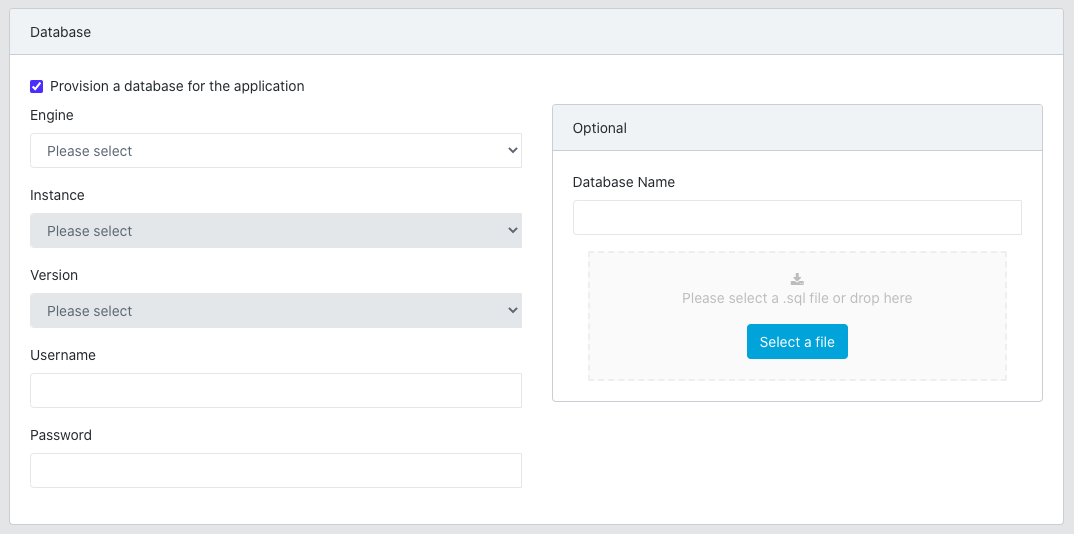 Database
Provision a database for the application
Engine
Please select
Instance
Please select
Version
Please select
Username
Password
Optional
Database Name
Please select a .sql file or drop here
Select a file